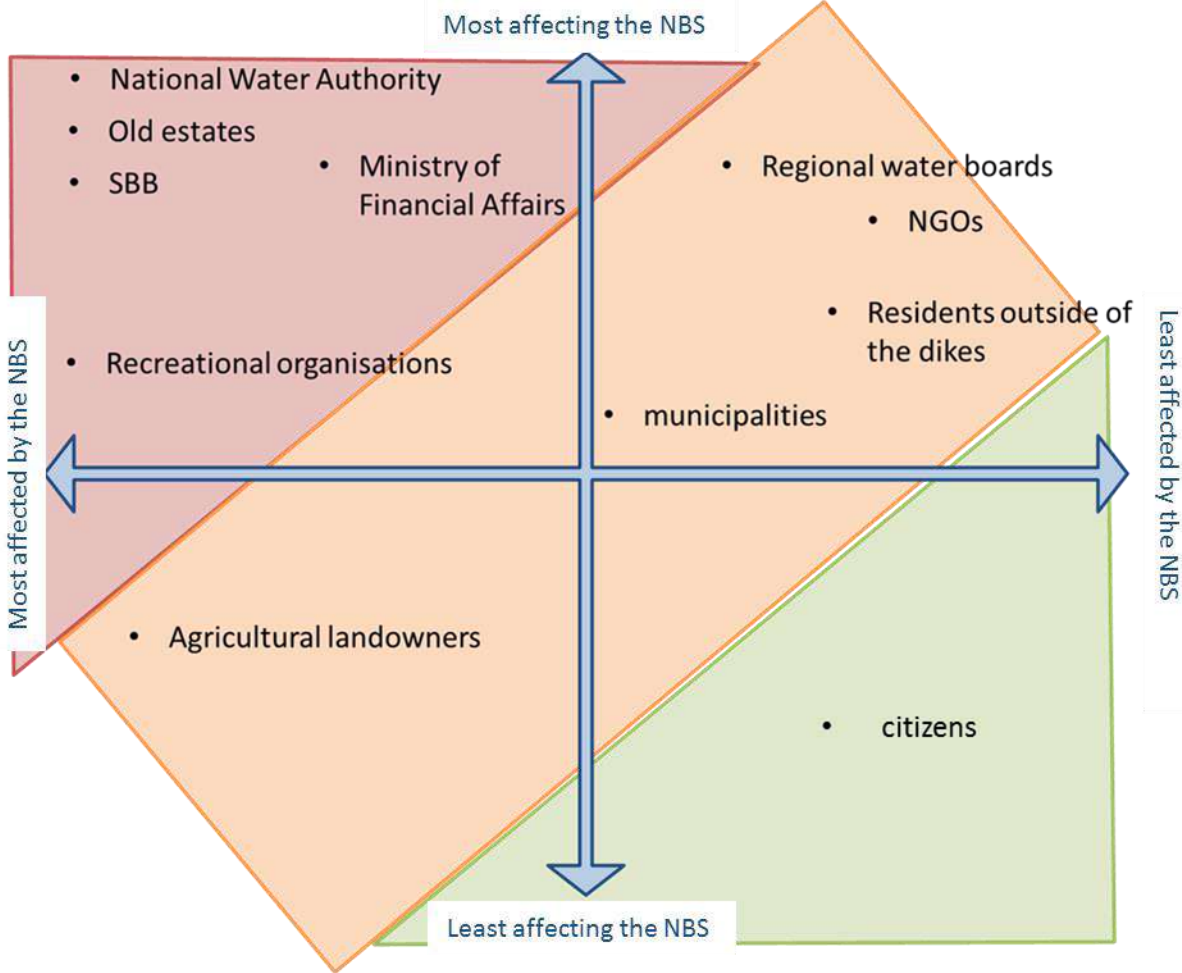 Most affecting the NBS
• National Water Authority
• Old estates
• SBB
• Ministry of
Financial Affairs
• Regional water boards
• NGOs
• Residents outside of
the dikes
• Recreational organisations
• municipalities
Most affected by the NBS
Least affected by the NBS
• Agricultural landowners
• citizens
Least affecting the NBS